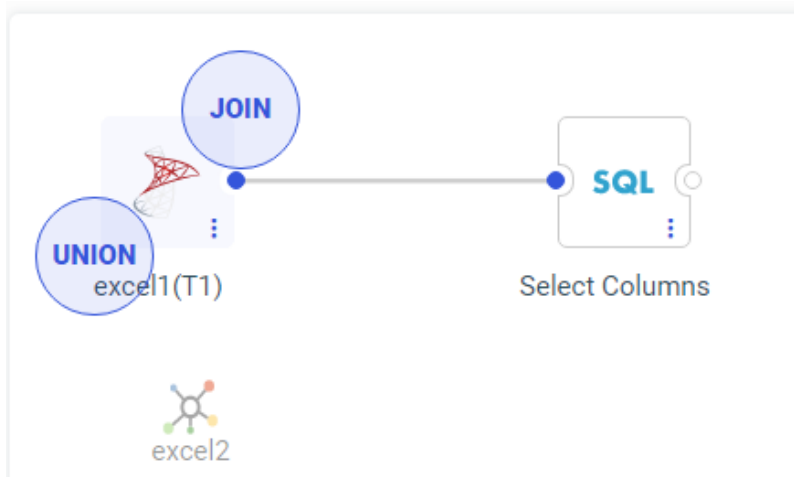 JOIN
SQL
UNION
excel1(T1)
Select Columns
excel2